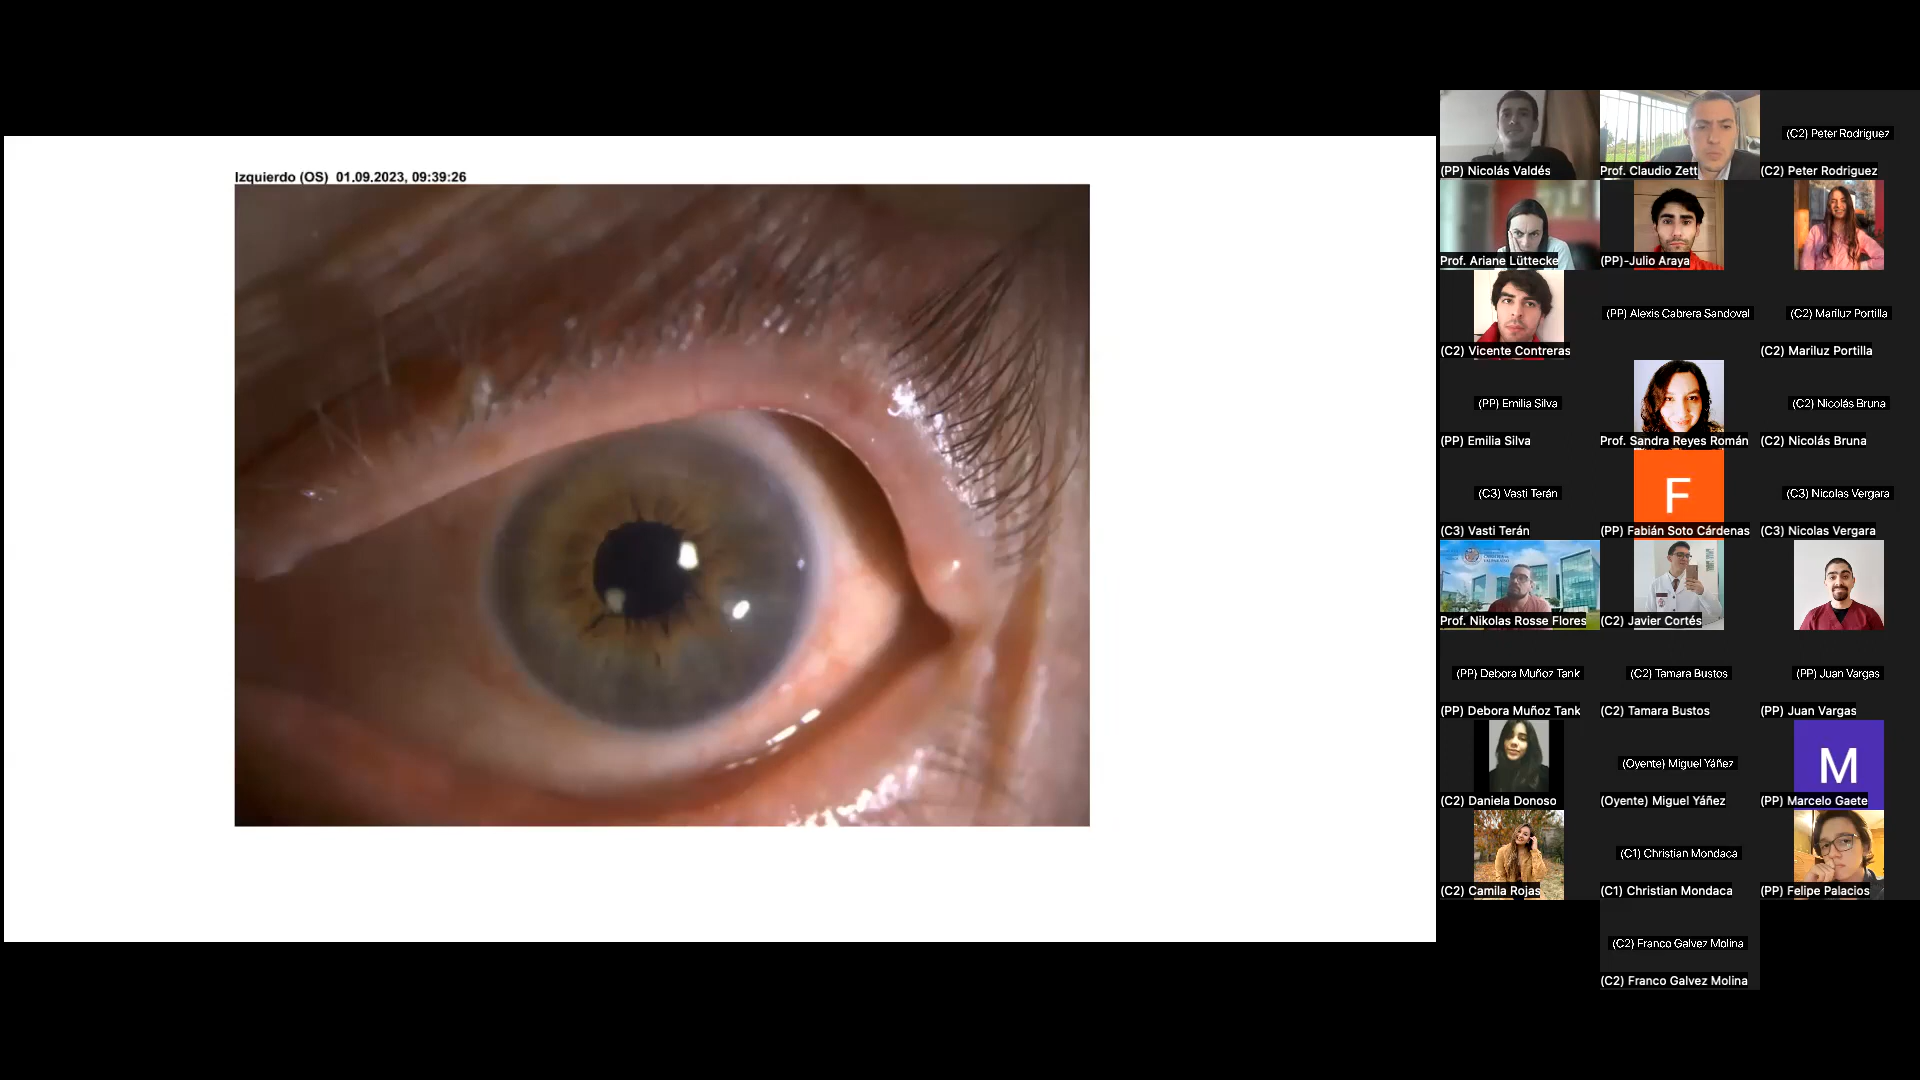 Izquierdo (OS) 01.09.2023, 09:39:26
(PP) Nicolás Valdés
Prof. Claudio Zett
(C2) Peter Rodriguez
(C2) Peter Rodriguez
Prof. Ariane Lüttecke
(PP)-Julio Araya
(C2) Vicente Contreras
(PP) Alexis Cabrera Sandoval
(C2) Mariluz Portilla
(C2) Mariluz Portilla
(PP) Emilia Silva
(PP) Emilia Silva
Prof. Sandra Reyes Román
(C2) Nicolás Bruna
(C2) Nicolás Bruna
(C3) Vasti Terán
(C3) Vasti Terán
F
(PP) Fabián Soto Cárdenas
(C3) Nicolas Vergara
(C3) Nicolas Vergara
Prof. Nikolas Rosse Flores
(C2) Javier Cortés
(PP) Debora Muñoz Tank
(PP) Debora Muñoz Tank
(C2) Tamara Bustos
(C2) Tamara Bustos
(PP) Juan Vargas
(PP) Juan Vargas
(C2) Daniela Donoso
(Oyente) Miguel Yáñez
(Oyente) Miguel Yáñez
M
(PP) Marcelo Gaete
(C2) Camila Rojas
(C1) Christian Mondaca
(C1) Christian Mondaca
(PP) Felipe Palacios
(C2) Franco Galvez Molina
(C2) Franco Galvez Molina